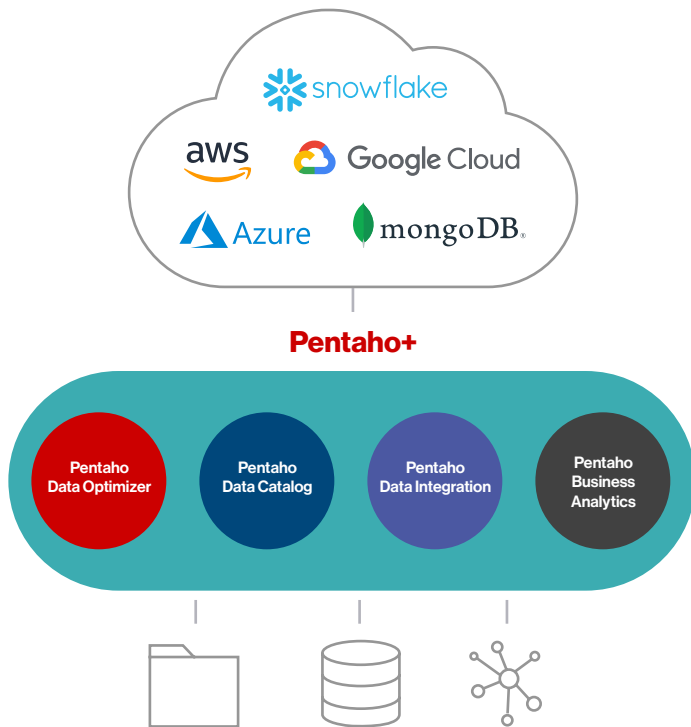 snowflake
aws
Google Cloud
Azure
mongoDB®
Pentaho+
Pentaho
Data Optimizer
Pentaho
Data Catalog
Pentaho
Data Integration
Pentaho
Business
Analytics